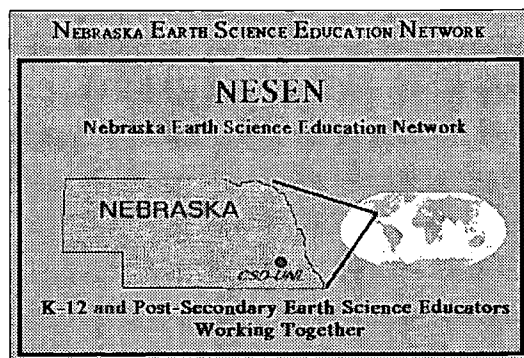 NEBRASKA EARTH SCIENCE EDUCATION NETWORK
NESEN
Nebraska Earth Science Education Network
NEBRASKA
CSD-UNL
K-12 and Post-Secondary Earth Science Educators
Working Together